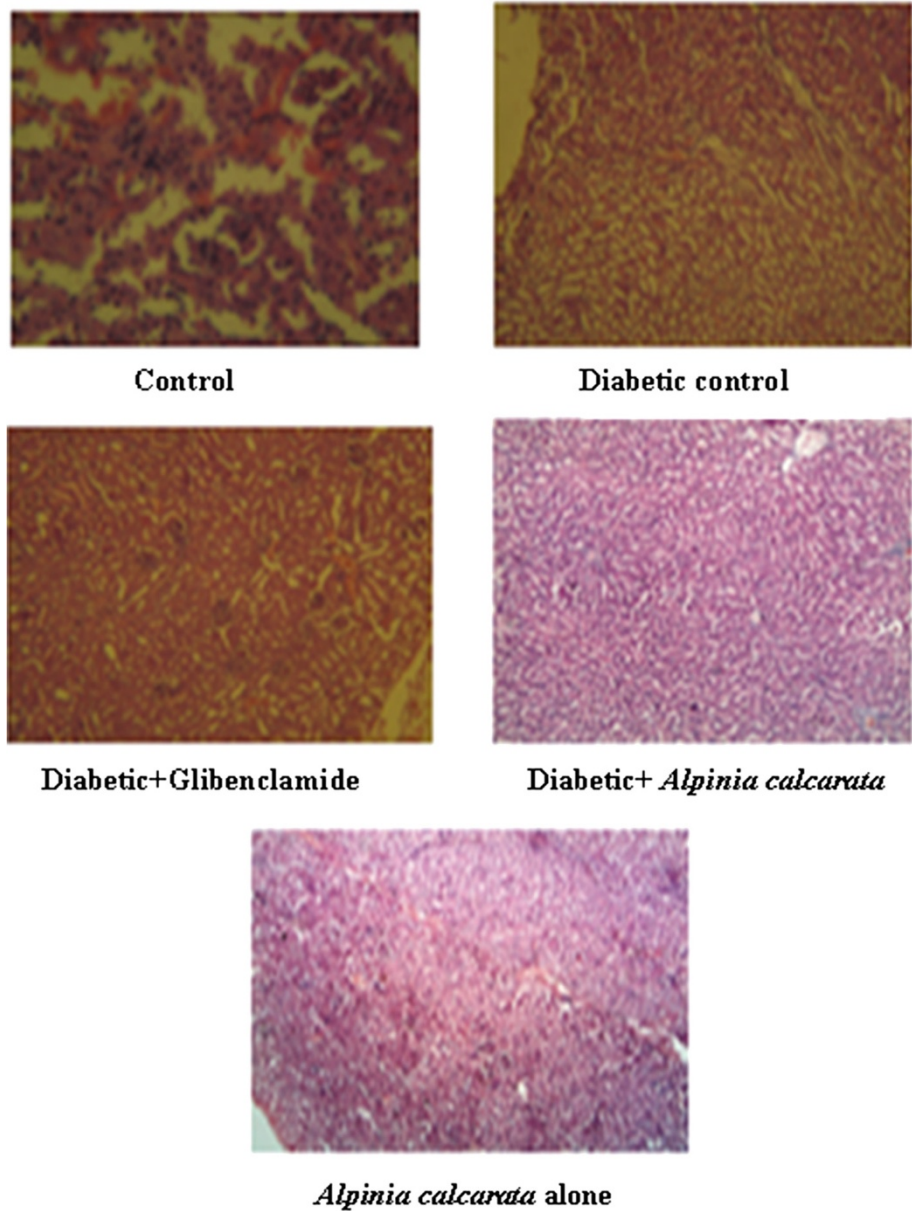 Control
Diabetic control
Diabetic+Glibenclamide
Diabetic+ Alpinia calcarata
Alpinia calcarata alone